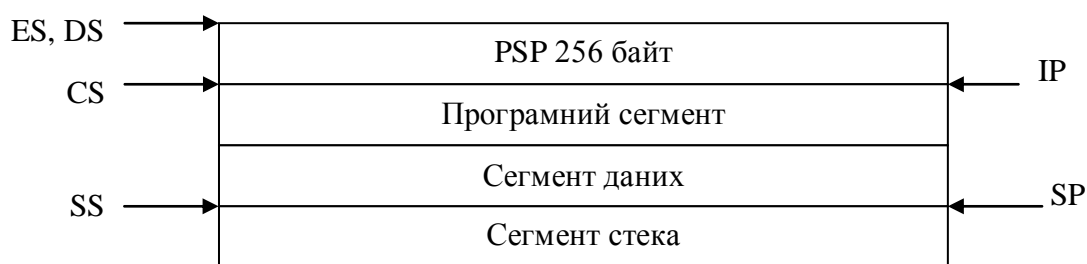 ES, DS
PSP 256 байт
IP
CS
Програмний сегмент
Сегмент даних
SS
SP
Сегмент стека